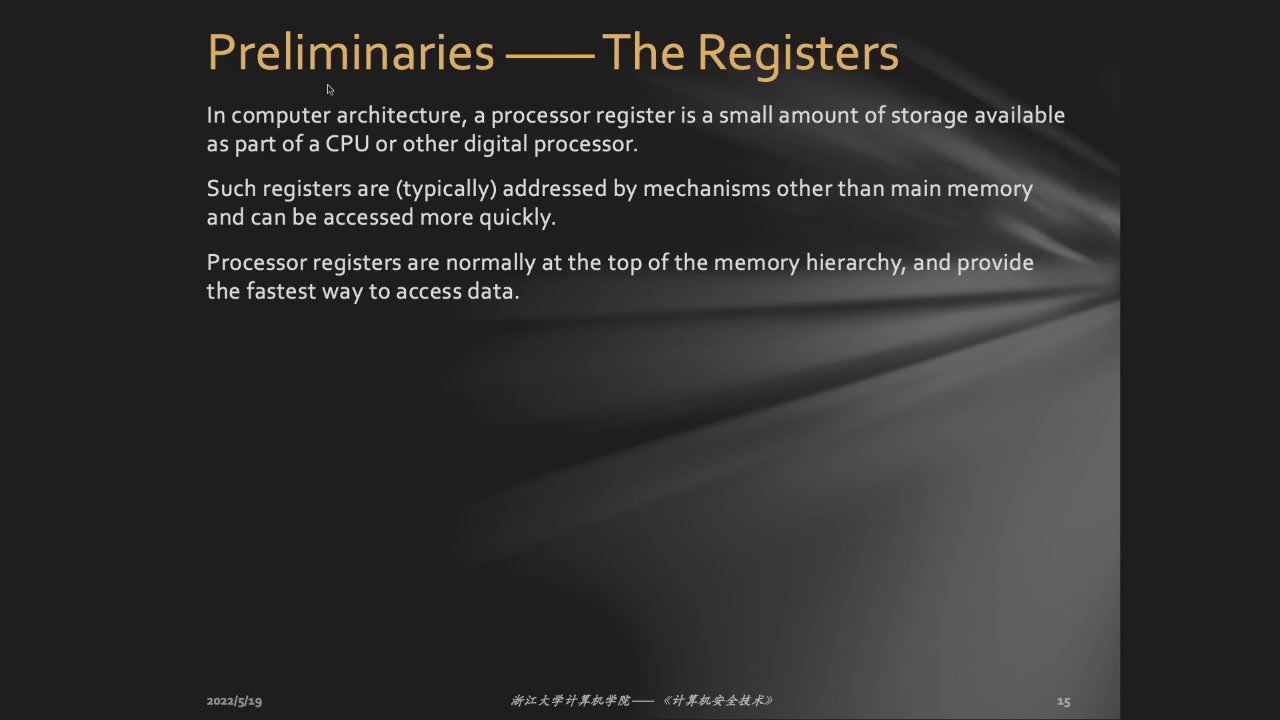 Preliminaries —— The Registers
In computer architecture, a processor register is a small amount of storage available
as part of a CPU or other digital processor.
Such registers are (typically) addressed by mechanisms other than main memory
and can be accessed more quickly.
Processor registers are normally at the top of the memory hierarchy, and provide
the fastest way to access data.
2022/5/19 浙江大学计算机学院——《计算机安全技术》 15